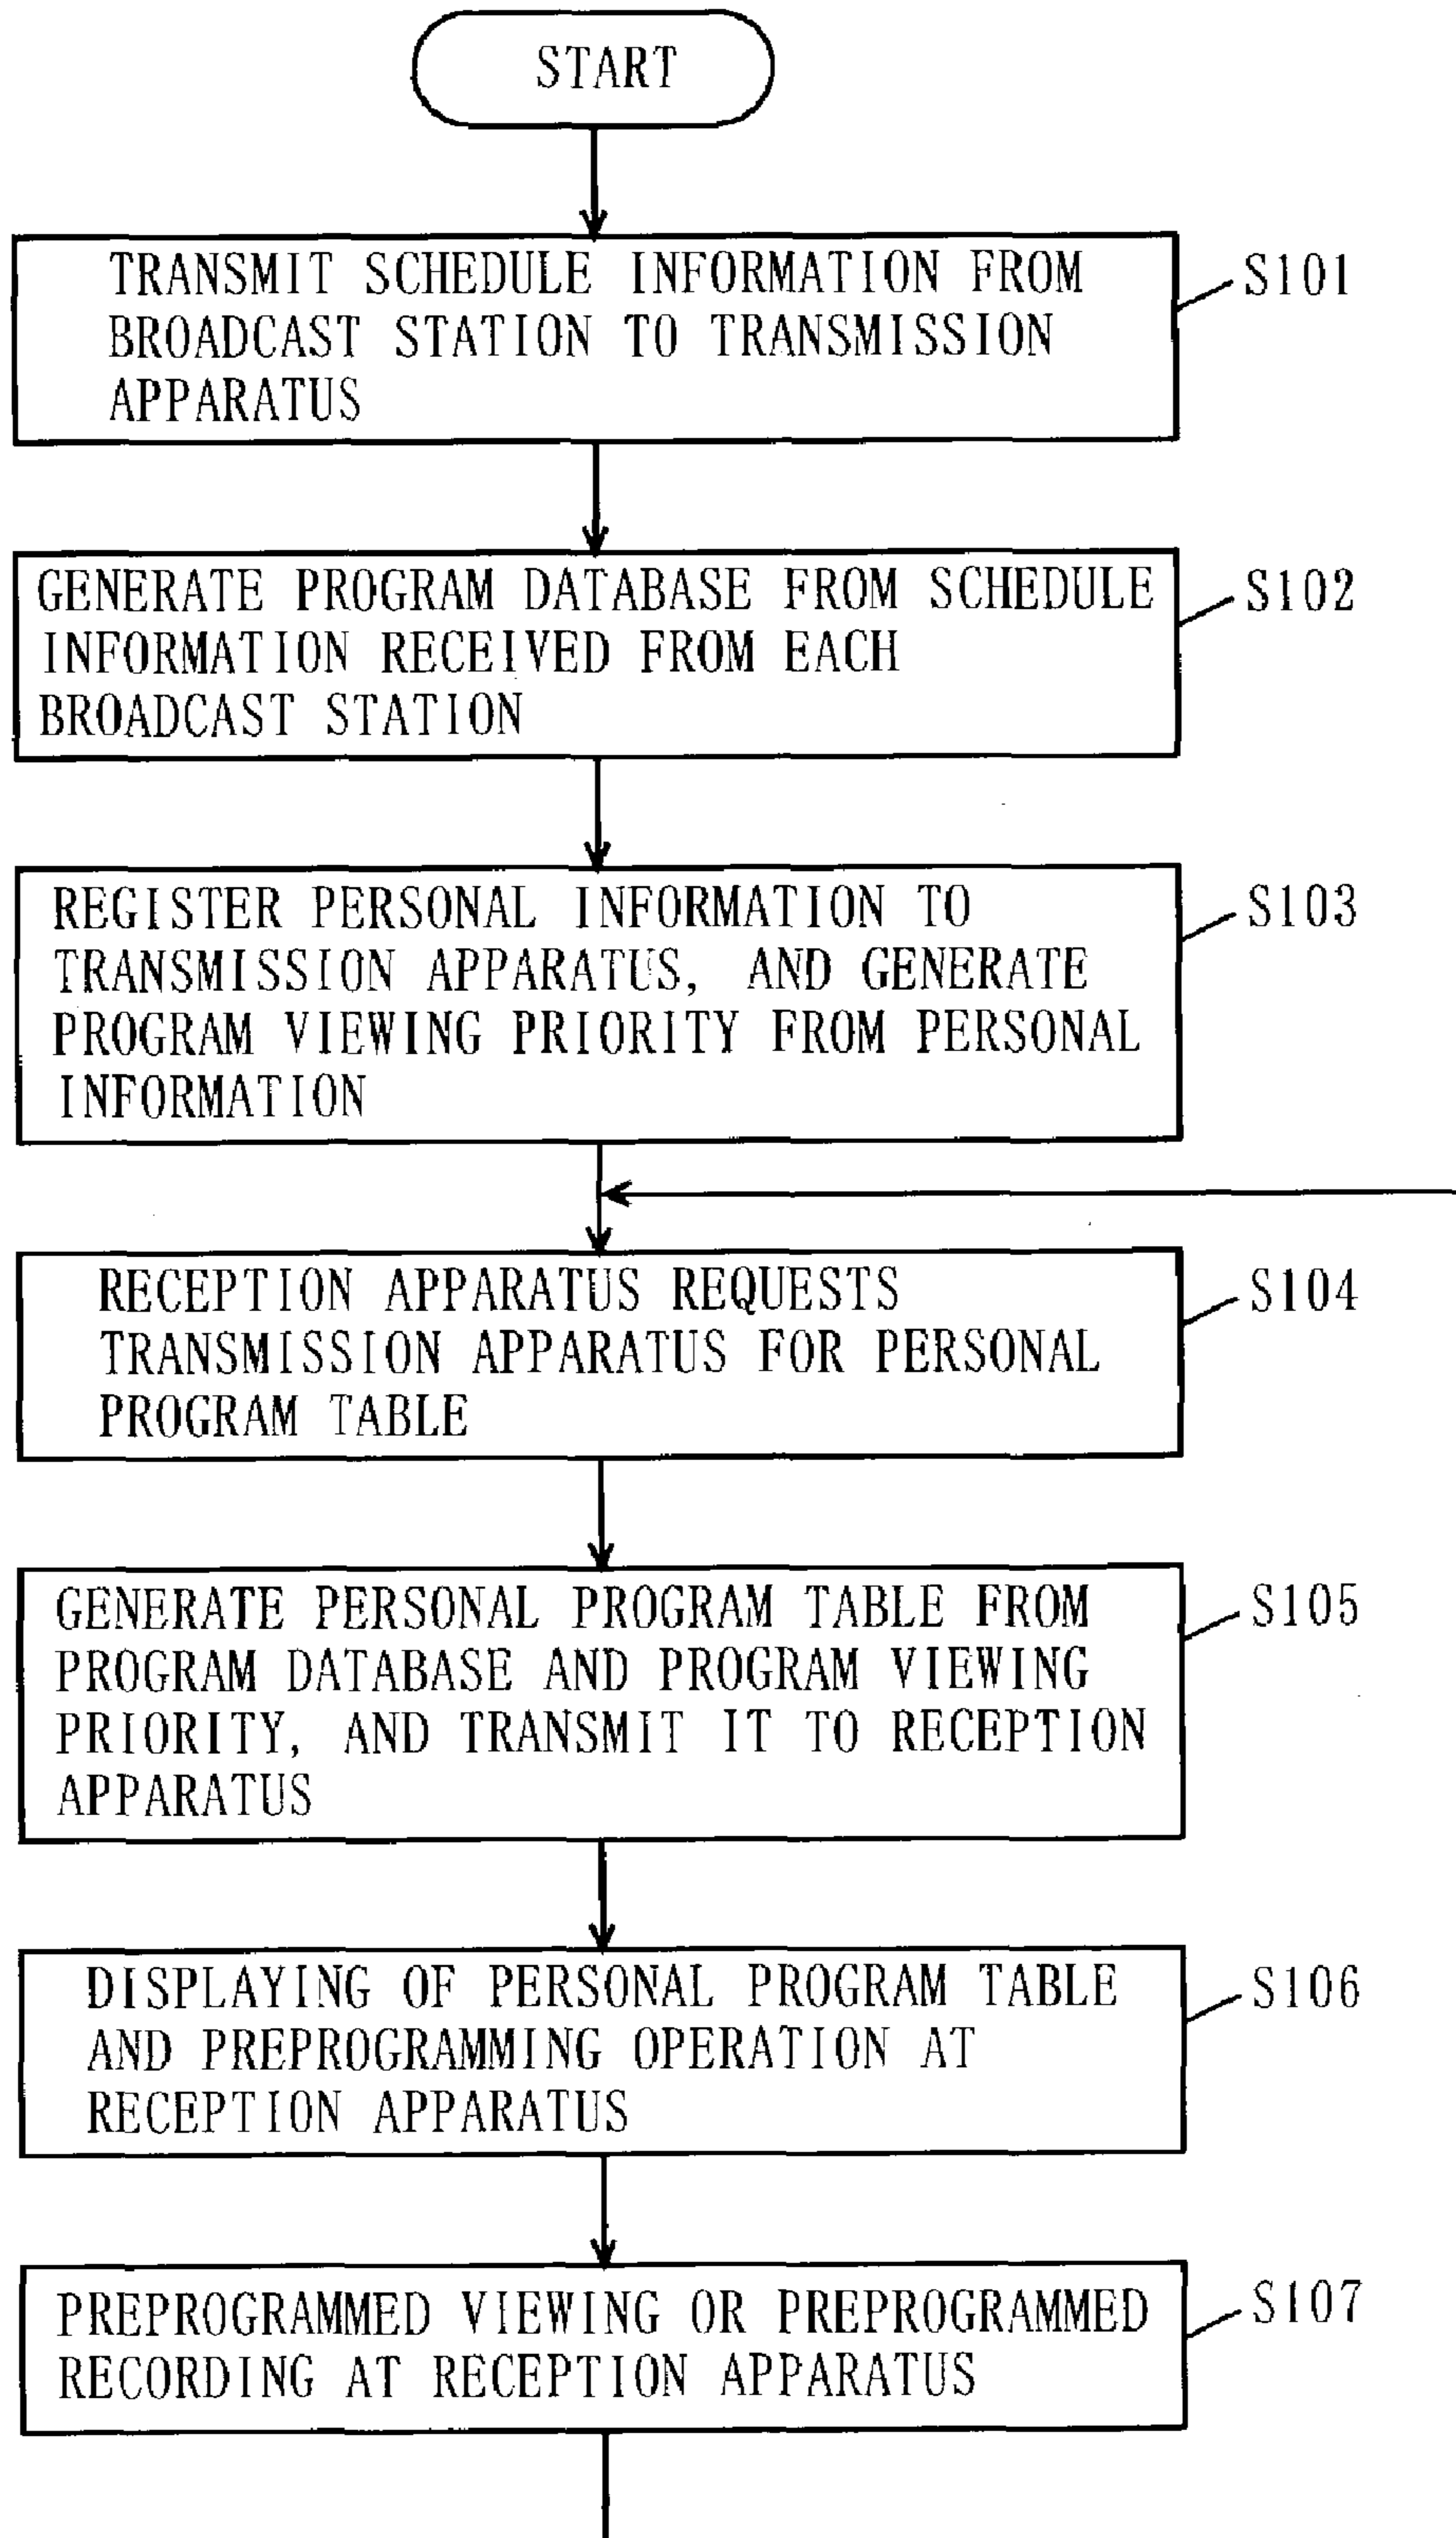 START
TRANSMIT SCHEDULE INFORMATION FROM
BROADCAST STATION TO TRANSMISSION
APPARATUS
S101
GENERATE PROGRAM DATABASE FROM SCHEDULE
INFORMATION RECEIVED FROM EACH
BROADCAST STATION
S102
REGISTER PERSONAL INFORMATION TO
TRANSMISSION APPARATUS, AND GENERATE
PROGRAM VIEWING PRIORITY FROM PERSONAL
INFORMATION
S103
RECEPTION APPARATUS REQUESTS
TRANSMISSION APPARATUS FOR PERSONAL
PROGRAM TABLE
S104
GENERATE PERSONAL PROGRAM TABLE FROM
PROGRAM DATABASE AND PROGRAM VIEWING
PRIORITY, AND TRANSMIT IT TO RECEPTION
APPARATUS
S105
DISPLAYING OF PERSONAL PROGRAM TABLE
AND PREPROGRAMMING OPERATION AT
RECEPTION APPARATUS
S106
PREPROGRAMMED VIEWING OR PREPROGRAMMED
RECORDING AT RECEPTION APPARATUS
S107